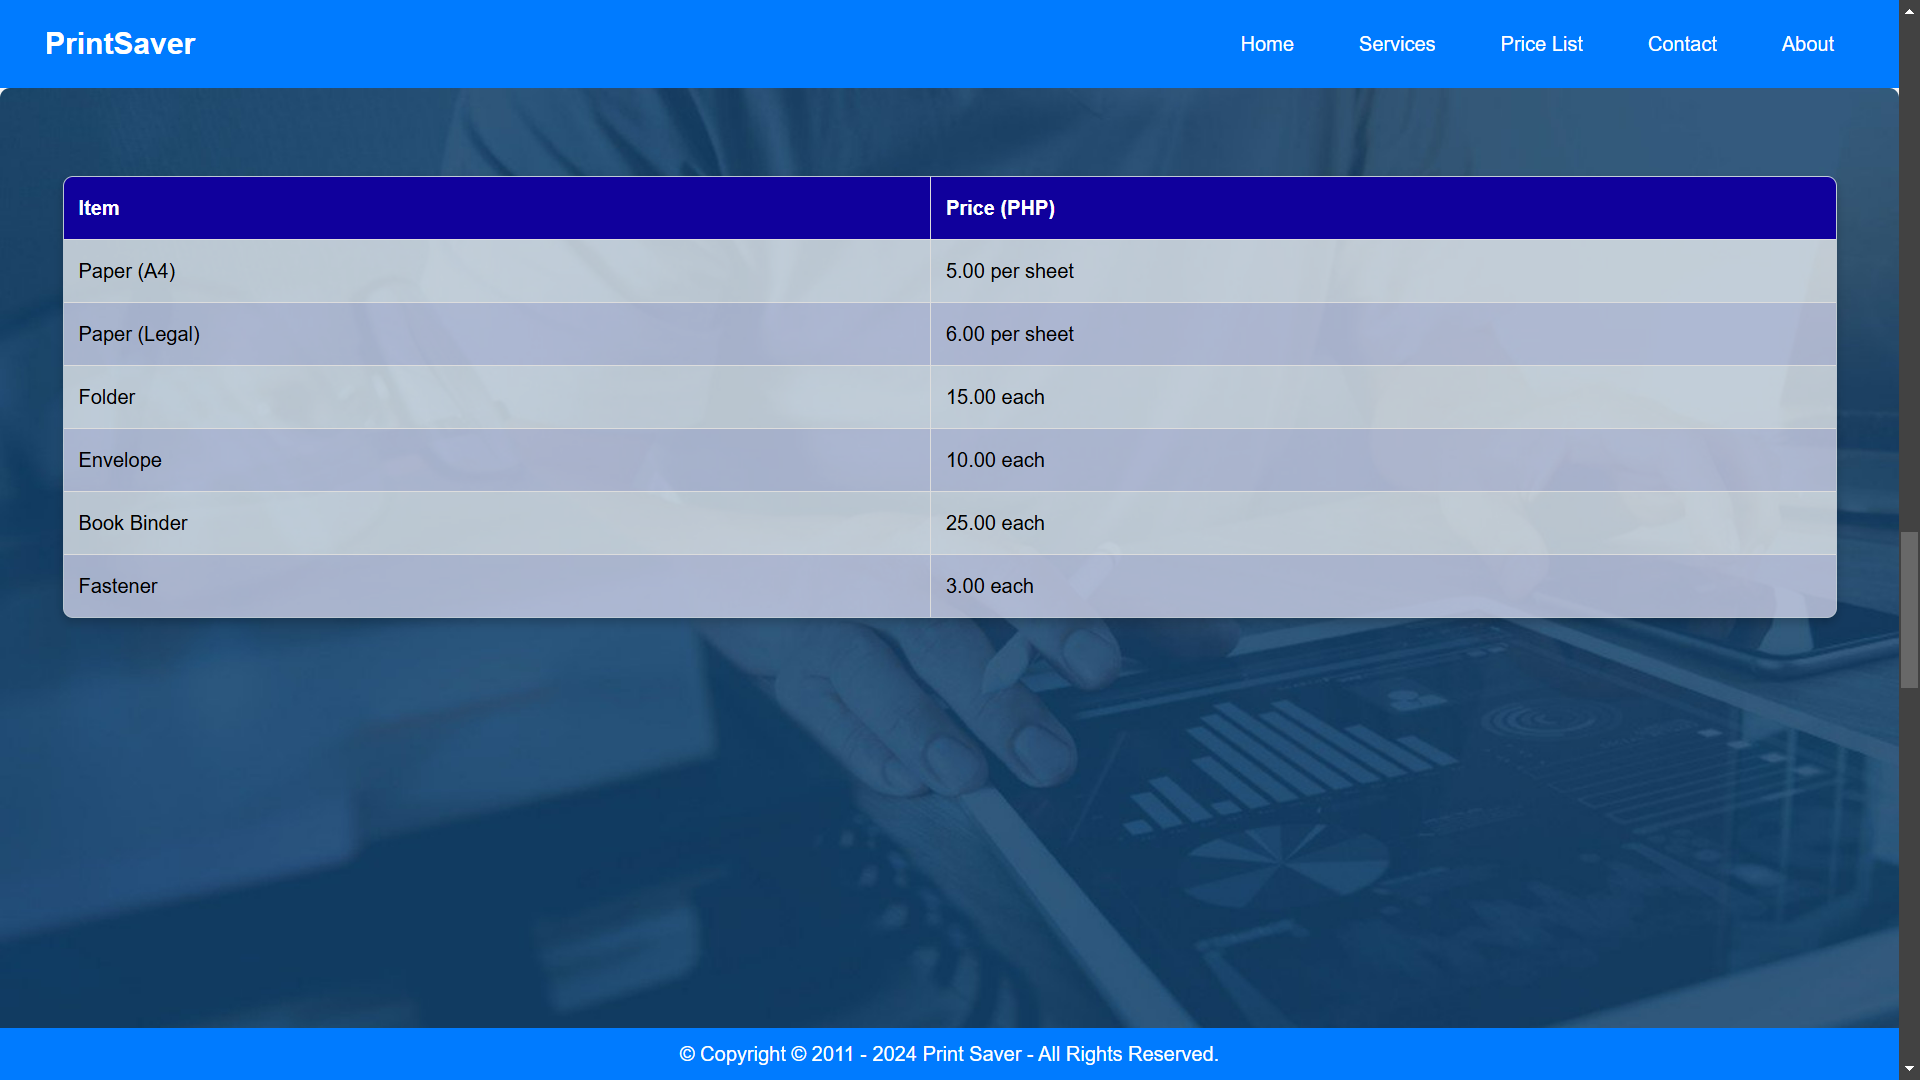 PrintSaver
Home Services Price List Contact About
Item Price (PHP)
Paper (A4) 5.00 per sheet
Paper (Legal) 6.00 per sheet
Folder 15.00 each
Envelope 10.00 each
Book Binder 25.00 each
Fastener 3.00 each
© Copyright © 2011 - 2024 Print Saver - All Rights Reserved.